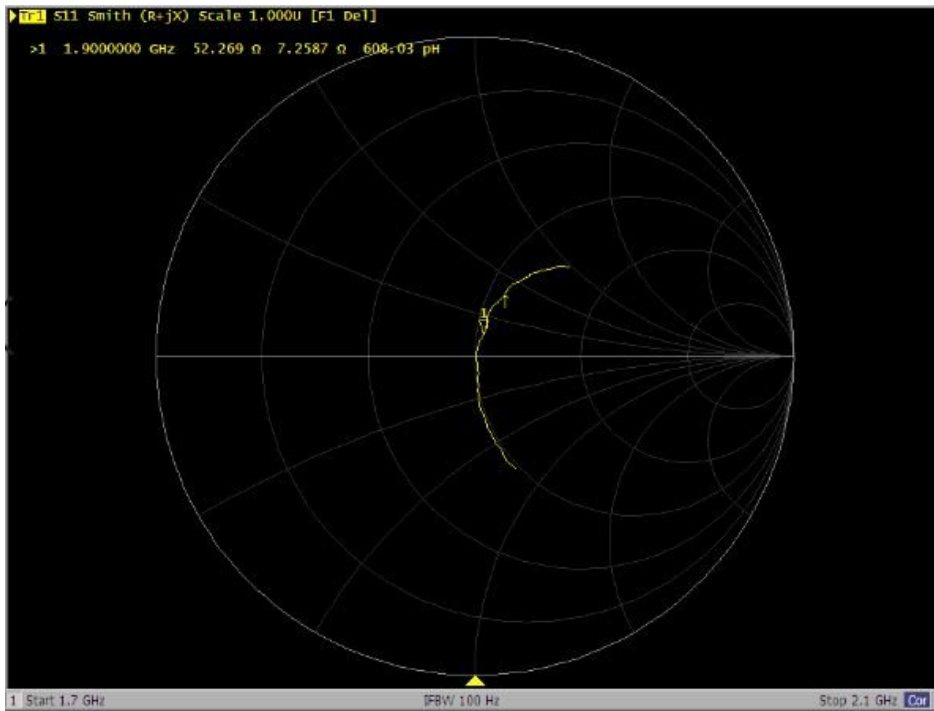 Tr1 S11 Smith (R+jX) Scale 1.000U [F1 Del]
>1 1.9000000 GHz 52.269 Ω 7.2587 Ω 608.03 pH
1
1 Start 1.7 GHz IFBW 100 Hz Stop 2.1 GHz Cor